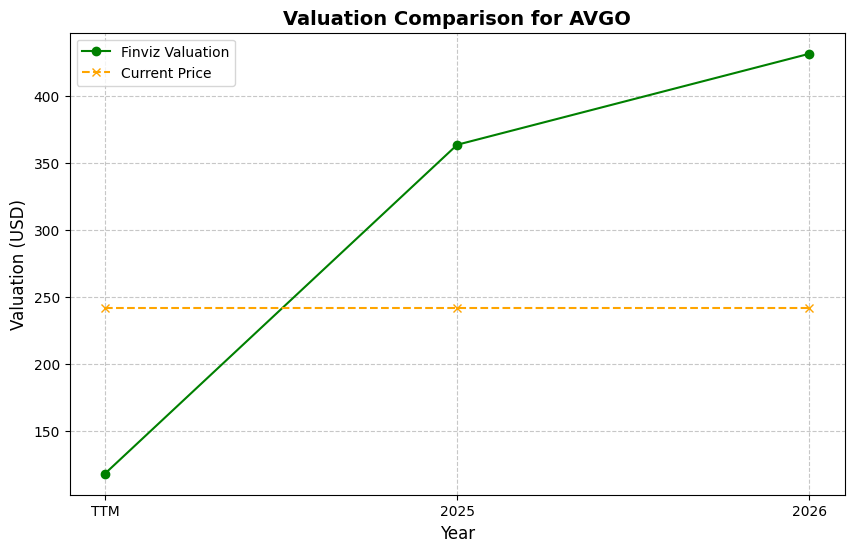 Valuation Comparison for AVGO
Finviz Valuation
Current Price
Valuation (USD)
400
350
300
250
200
150
TTM
2025
2026
Year